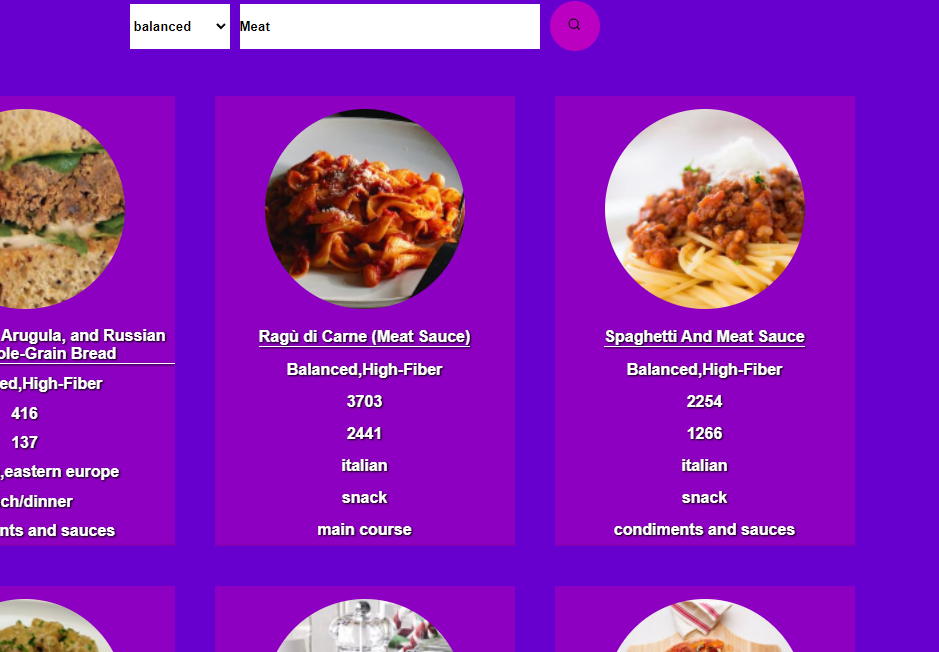 balanced
Meat
Arugula, and Russian
ole-Grain Bread
ed,High-Fiber
416
137
,eastern europe
ch/dinner
nts and sauces
Ragù di Carne (Meat Sauce)
Balanced,High-Fiber
3703
2441
italian
snack
main course
Spaghetti And Meat Sauce
Balanced,High-Fiber
2254
1266
italian
snack
condiments and sauces